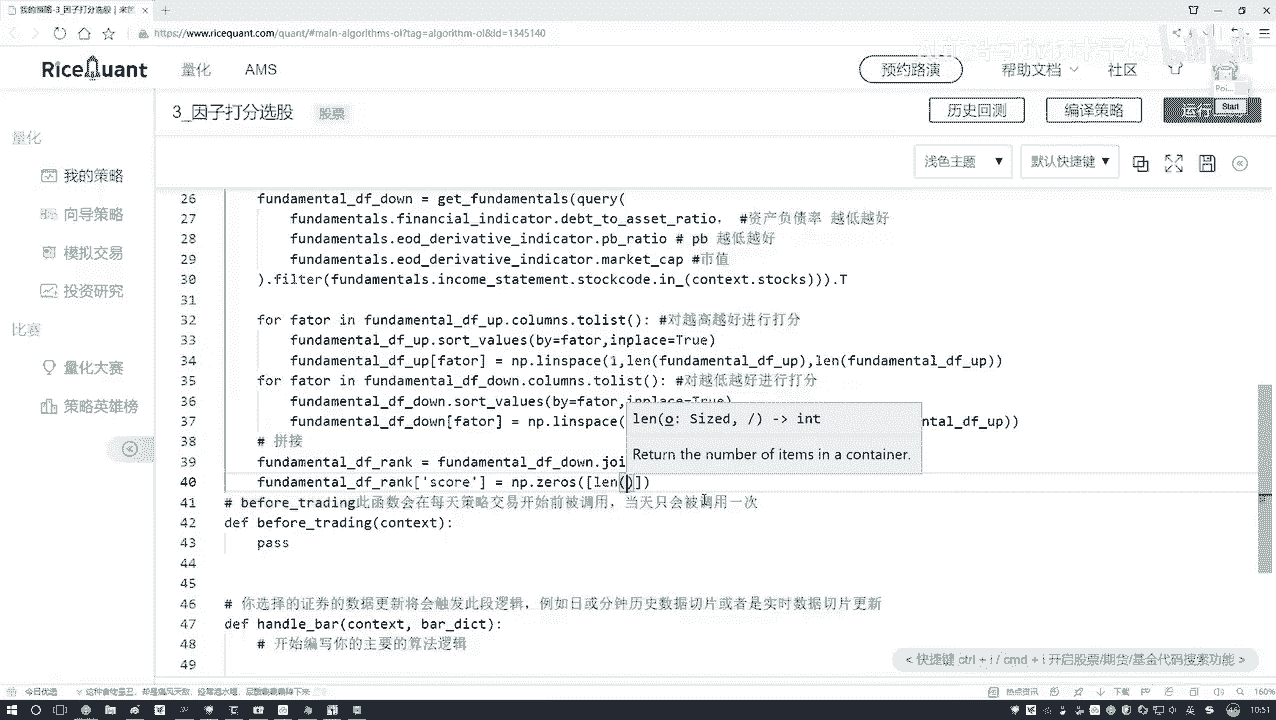 我的策略-3_因子打分选股 | 米筐
https://www.ricequant.com/quant/#main-algorithms-ol?tag=algorithm-ol&id=1345140
RiceQuant 量化 AMS 预约路演 帮助文档 社区
Start
3_因子打分选股 股票 历史回测 编译策略
浅色主题 默认快捷键
量化
我的策略
向导策略
模拟交易
投资研究
比赛
量化大赛
策略英雄榜
26 fundamental_df_down = get_fundamentals(query(
27 fundamentals.financial_indicator.debt_to_asset_ratio, #资产负债率 越低越好
28 fundamentals.eod_derivative_indicator.pb_ratio # pb 越低越好
29 fundamentals.eod_derivative_indicator.market_cap #市值
30 ).filter(fundamentals.income_statement.stockcode.in_(context.stocks))).T
31
32 for fator in fundamental_df_up.columns.tolist(): #对越高越好进行打分
33 fundamental_df_up.sort_values(by=fator,inplace=True)
34 fundamental_df_up[fator] = np.linspace(1,len(fundamental_df_up),len(fundamental_df_up))
35 for fator in fundamental_df_down.columns.tolist(): #对越低越好进行打分
36 fundamental_df_down.sort_values(by=fator,inplace=True)
37 fundamental_df_down[fator] = np.linspace( ntal_df_up))
len(o: Sized, /) -> int
Return the number of items in a container.
38 # 拼接
39 fundamental_df_rank = fundamental_df_down.joi
40 fundamental_df_rank['score'] = np.zeros([len()])
41 # before_trading此函数会在每天策略交易开始前被调用，当天只会被调用一次
42 def before_trading(context):
43 pass
44
45
46 # 你选择的证券的数据更新将会触发此段逻辑，例如日或分钟历史数据切片或者是实时数据切片更新
47 def handle_bar(context, bar_dict):
48 # 开始编写你的主要的算法逻辑
49
< 快捷键 ctrl + i / cmd + i 开启股票/期货/基金代码搜索功能 >
今日优选 热点资讯 下载 160%
英 10:51